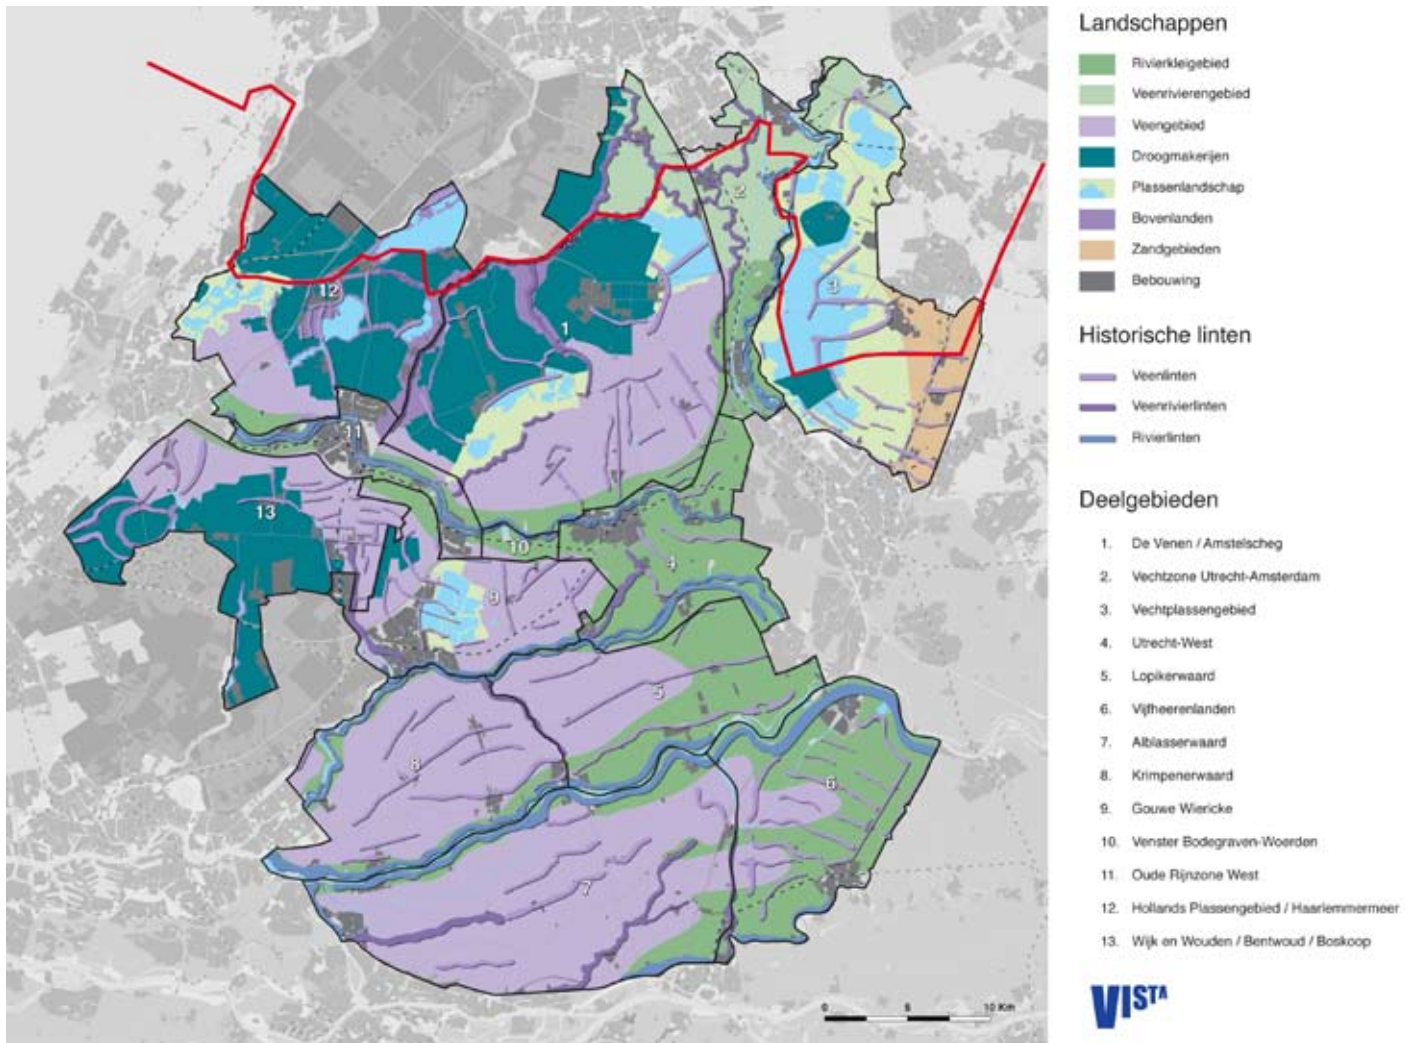 Landschappen
Rivierkleigebied
Veenrivierengebied
Veengebied
Droogmakerijen
Plassenlandschap
Bovenlanden
Zandgebieden
Bebouwing
Historische linten
Veenlinten
Veenrivierlinten
Rivierlinten
Deelgebieden
1. De Venen / Amstelscheg
2. Vechtzone Utrecht-Amsterdam
3. Vechtplassengebied
4. Utrecht-West
5. Lopikerwaard
6. Vijfheerenlanden
7. Alblasserwaard
8. Krimpenerwaard
9. Gouwe Wiericke
10. Venster Bodegraven-Woerden
11. Oude Rijnzone West
12. Hollands Plassengebied / Haarlemmermeer
13. Wijk en Wouden / Bentwoud / Boskoop
VISTA
2
3
12
1
11
13
10
4
9
5
8
6
7
0 5 10 Km